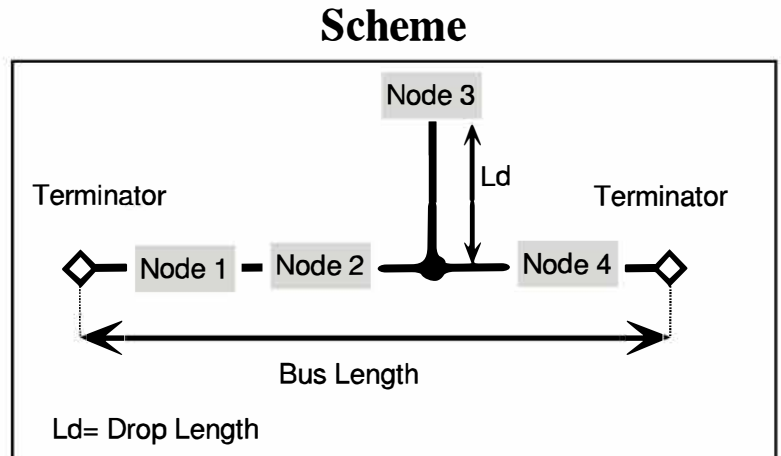 Scheme
Node 3
Ld
Terminator
Terminator
Node 1
Node 2
Node 4
Bus Length
Ld= Drop Length